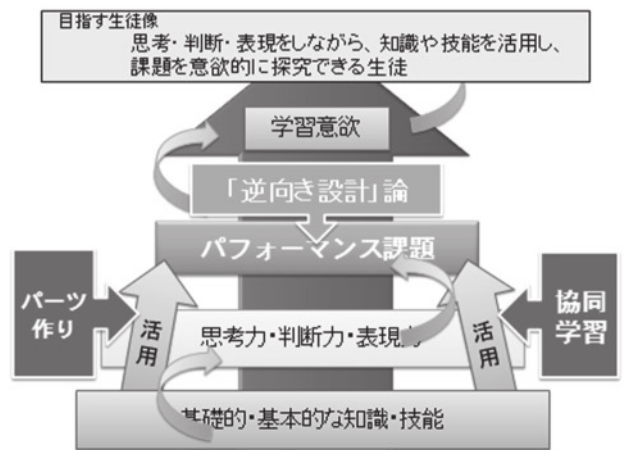 目指す生徒像
思考・判断・表現をしながら、知識や技能を活用し、
課題を意欲的に探究できる生徒
学習意欲
「逆向き設計」論
パフォーマンス課題
パーツ
作り
活用
思考力・判断力・表現力
活用
協同
学習
基礎的・基本的な知識・技能